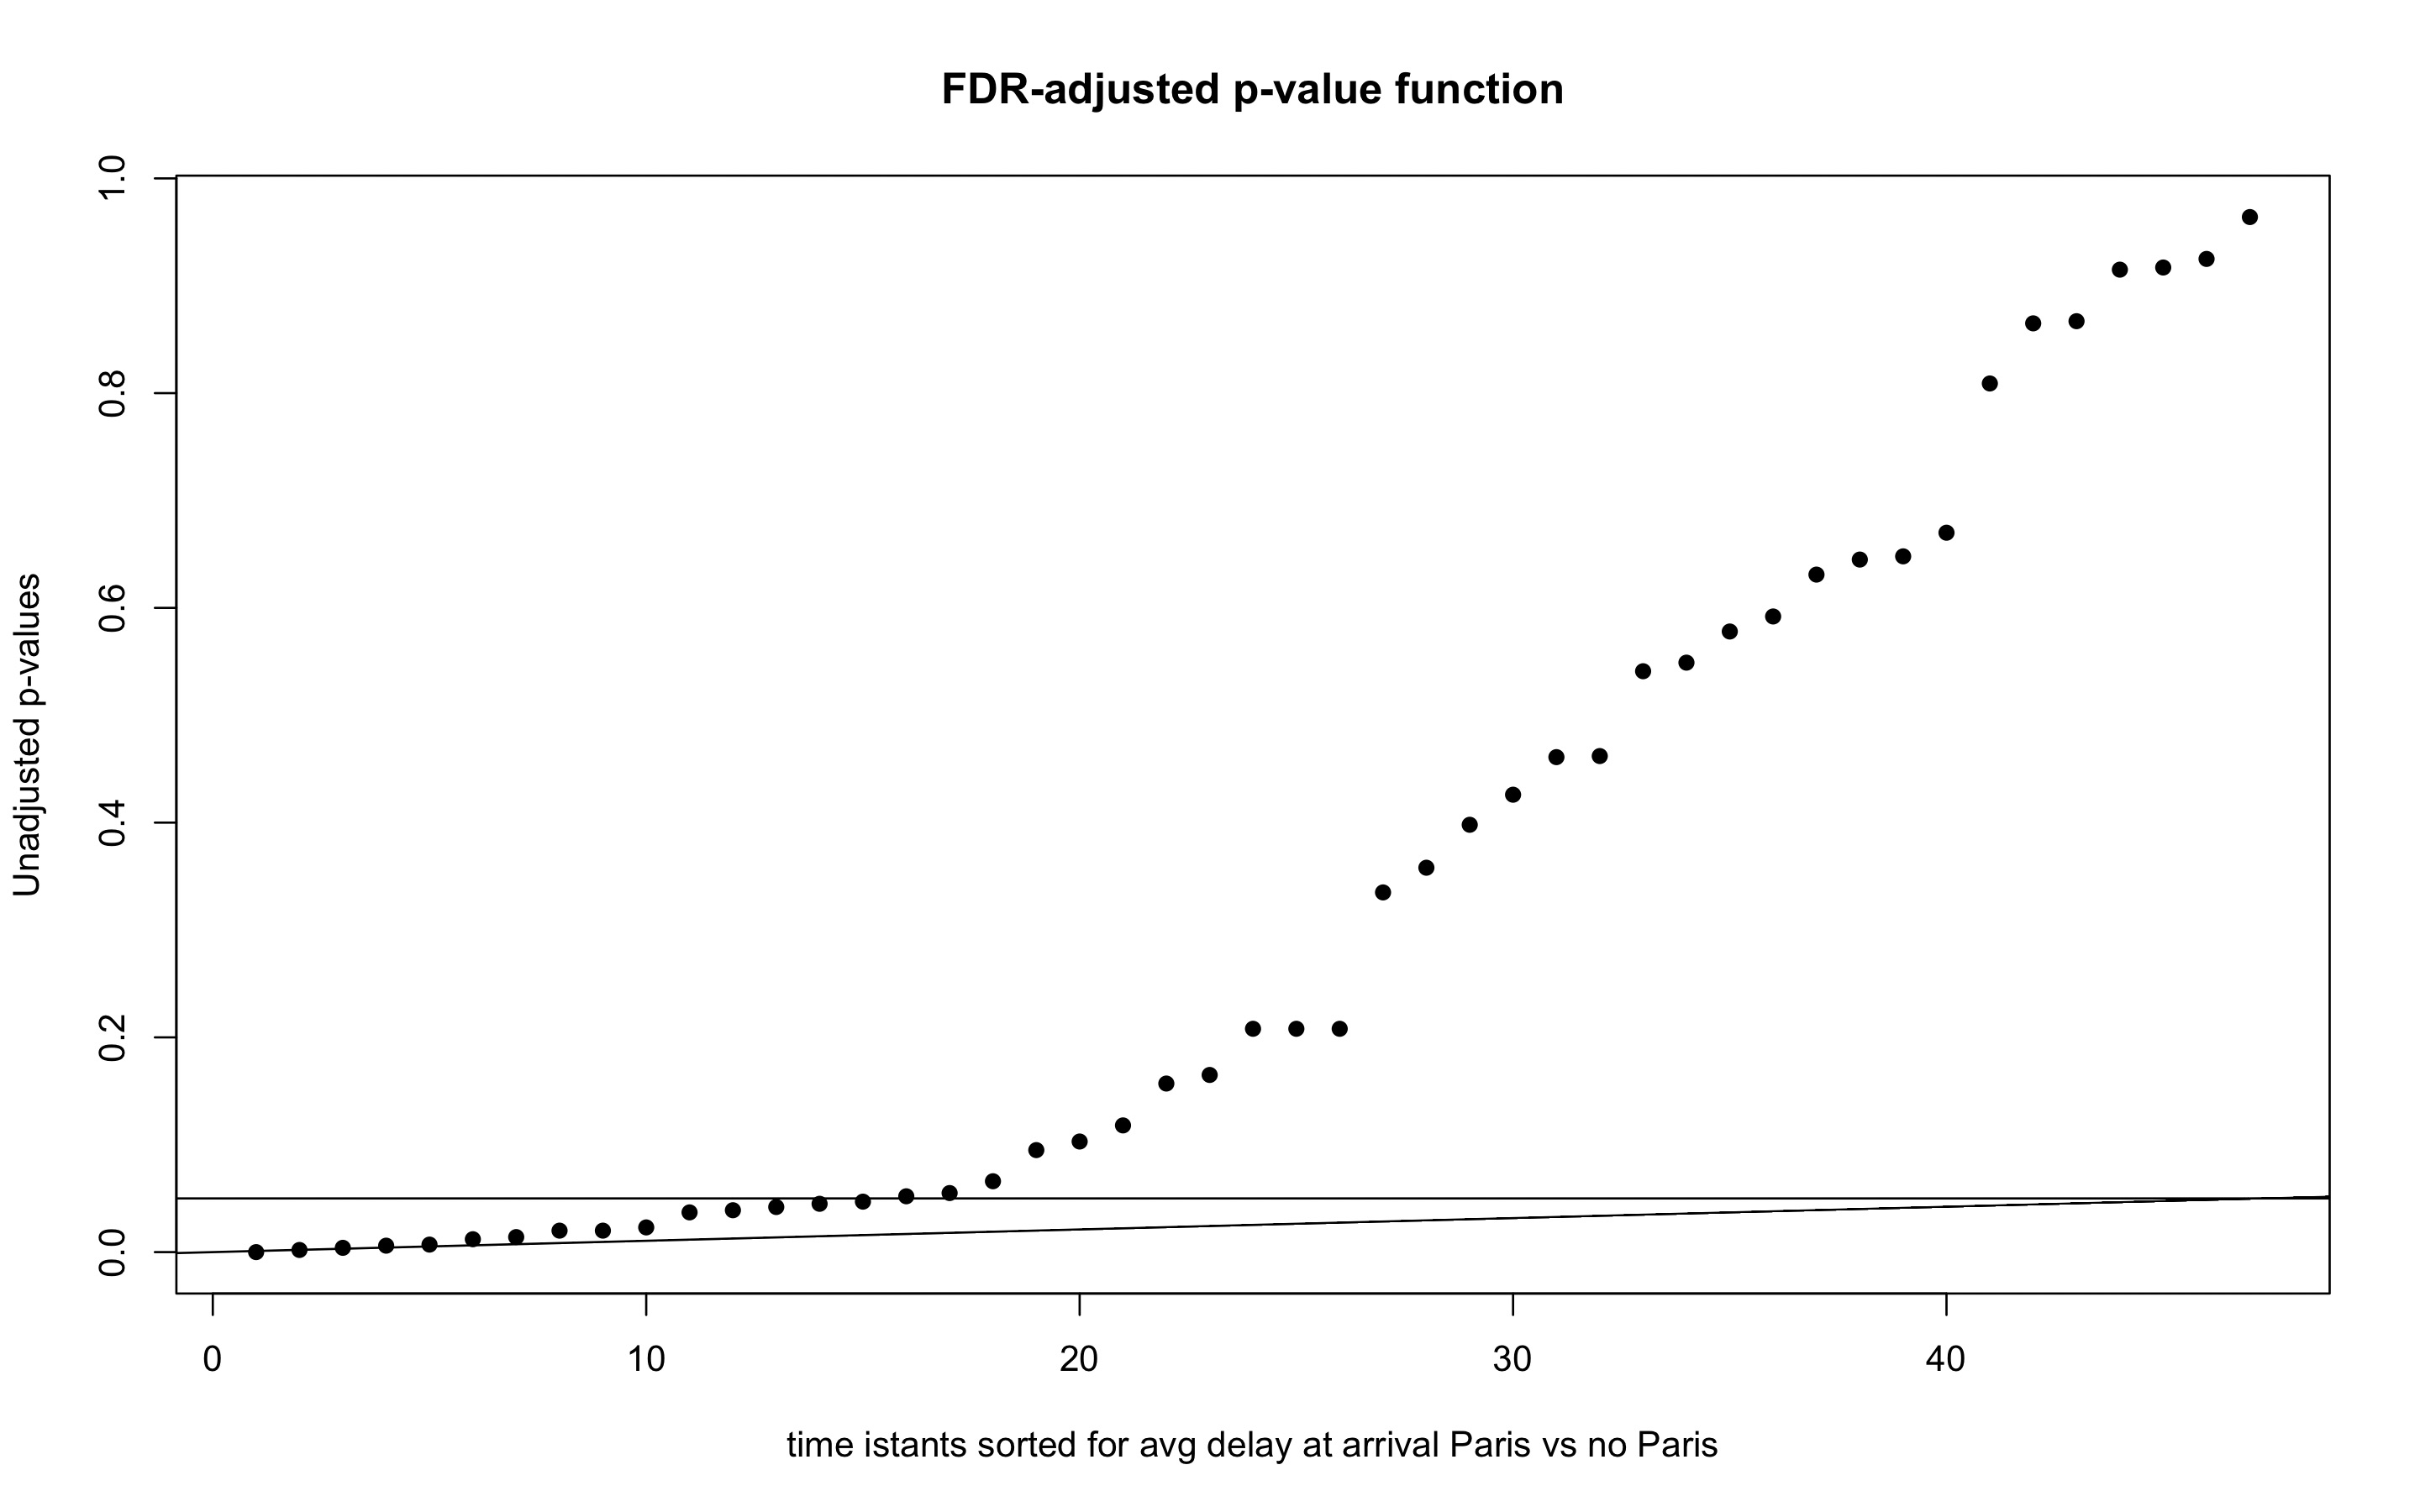 FDR-adjusted p-value function
1.0
0.8
0.6
0.4
0.2
0.0
Unadjusted p-values
0 10 20 30 40
time istants sorted for avg delay at arrival Paris vs no Paris